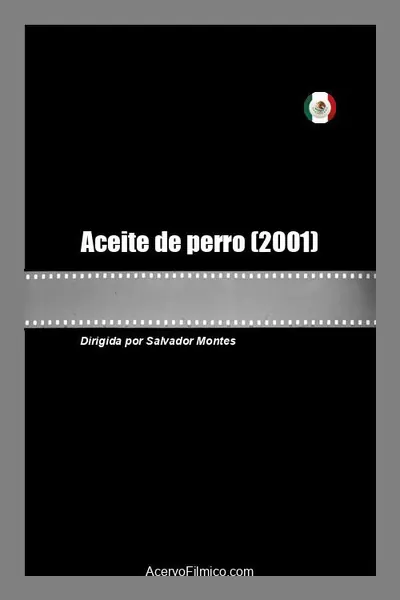 Aceite de perro (2001)
Dirigida por Salvador Montes
AcervoFilmico.com